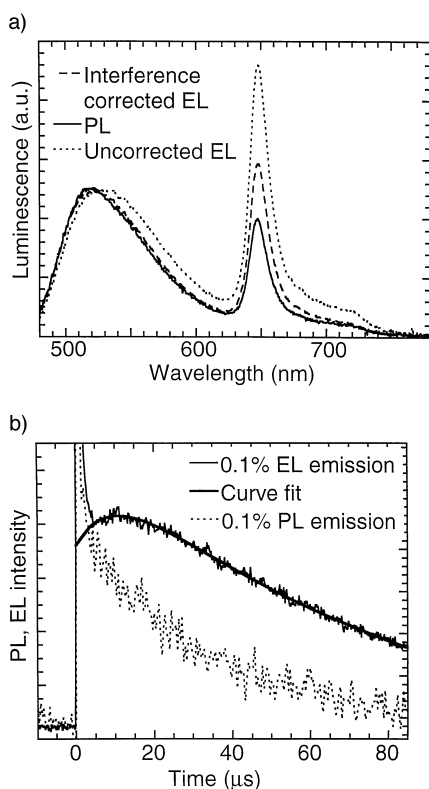 a)
Luminescence (a.u.)
Interference
corrected EL
PL
Uncorrected EL
500
600
700
Wavelength (nm)
b)
PL, EL intensity
0.1% EL emission
Curve fit
0.1% PL emission
0
20
40
60
80
Time (μs)